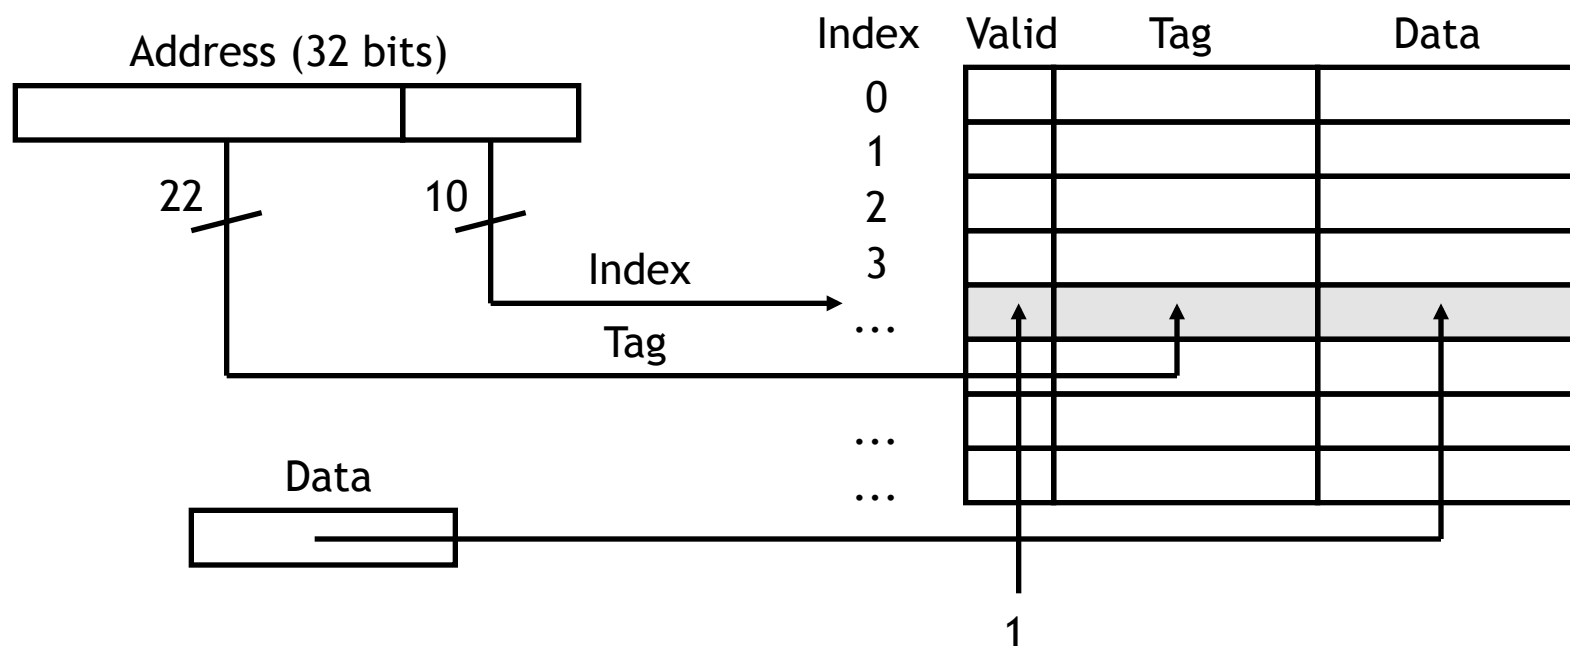 Address (32 bits)
22
10
Index
Tag
Data
Index Valid Tag Data
0
1
2
3
...
...
...
1